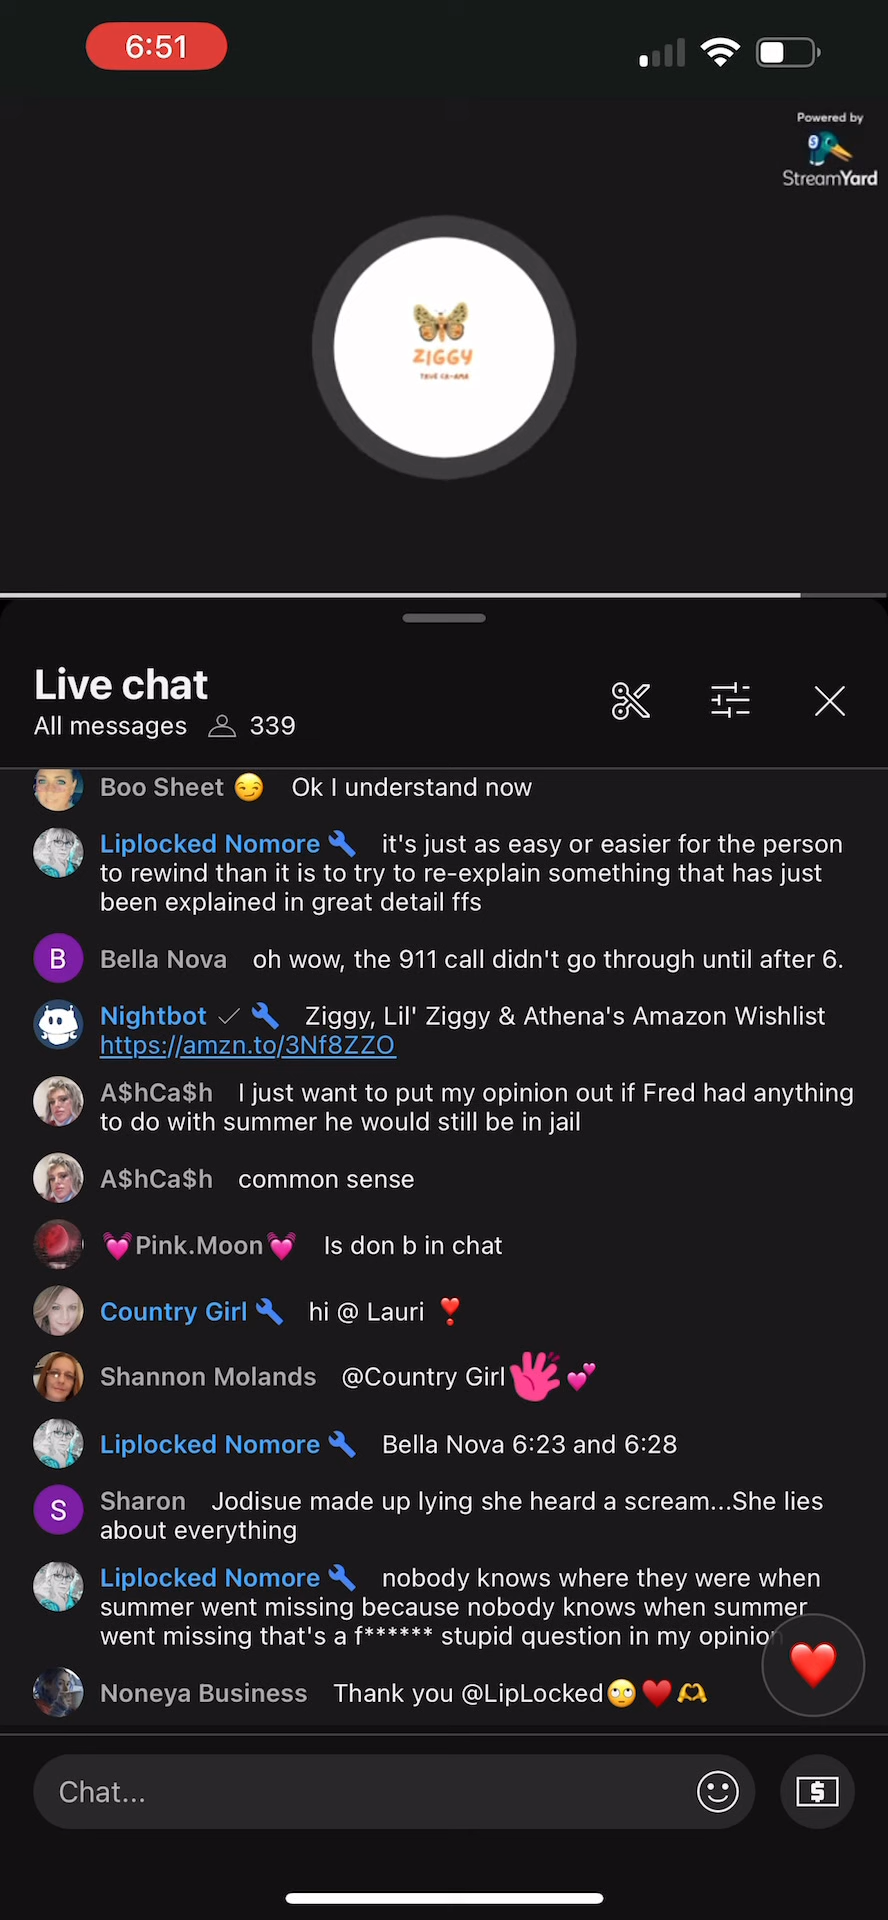 6:51
Powered by
StreamYard
ZIGGY
Live chat
All messages 339
Boo Sheet 😏 Ok I understand now
Liplocked Nomore it's just as easy or easier for the person
to rewind than it is to try to re-explain something that has just
been explained in great detail ffs
B Bella Nova oh wow, the 911 call didn't go through until after 6.
Nightbot Ziggy, Lil' Ziggy & Athena's Amazon Wishlist
https://amzn.to/3Nf8ZZO
A$hCa$h I just want to put my opinion out if Fred had anything
to do with summer he would still be in jail
A$hCa$h common sense
💓Pink.Moon💓 Is don b in chat
Country Girl hi @ Lauri ❣️
Shannon Molands @Country Girl 👋 💕
Liplocked Nomore Bella Nova 6:23 and 6:28
S Sharon Jodisue made up lying she heard a scream...She lies
about everything
Liplocked Nomore nobody knows where they were when
summer went missing because nobody knows when summer
went missing that's a f****** stupid question in my opinion
Noneya Business Thank you @LipLocked🙄❤️🫶
Chat...